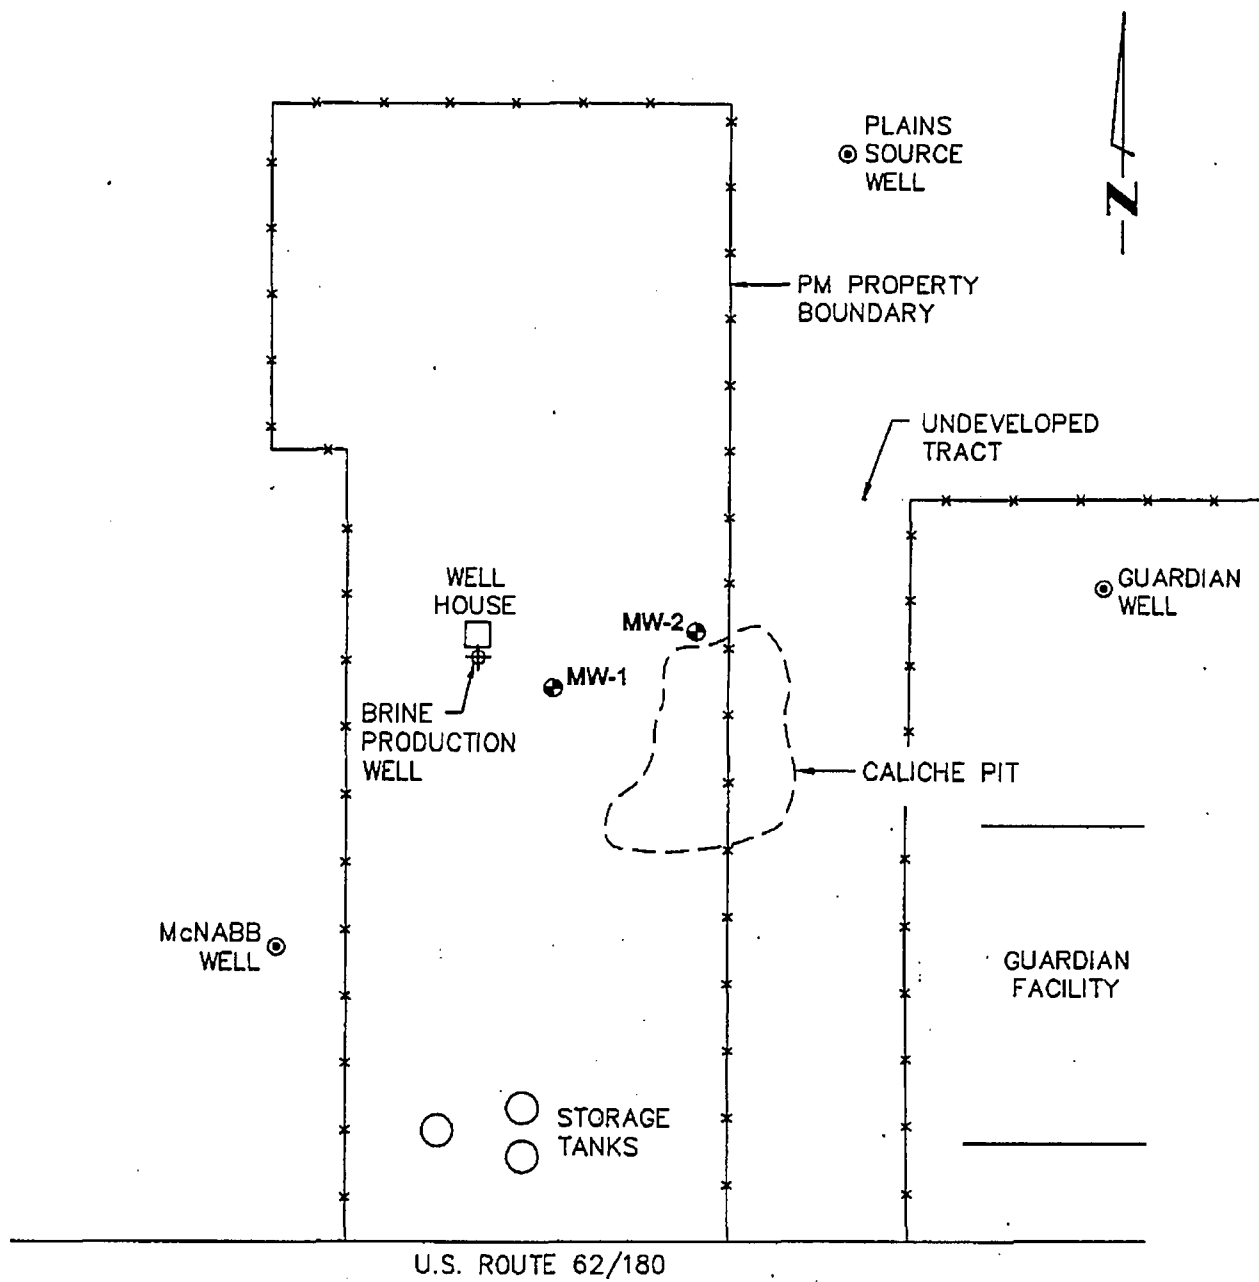 PLAINS
SOURCE
WELL
N
PM PROPERTY
BOUNDARY
UNDEVELOPED
TRACT
WELL
HOUSE
GUARDIAN
WELL
MW-2
MW-1
BRINE
PRODUCTION
WELL
CALICHE PIT
McNABB
WELL
GUARDIAN
FACILITY
STORAGE
TANKS
U.S. ROUTE 62/180